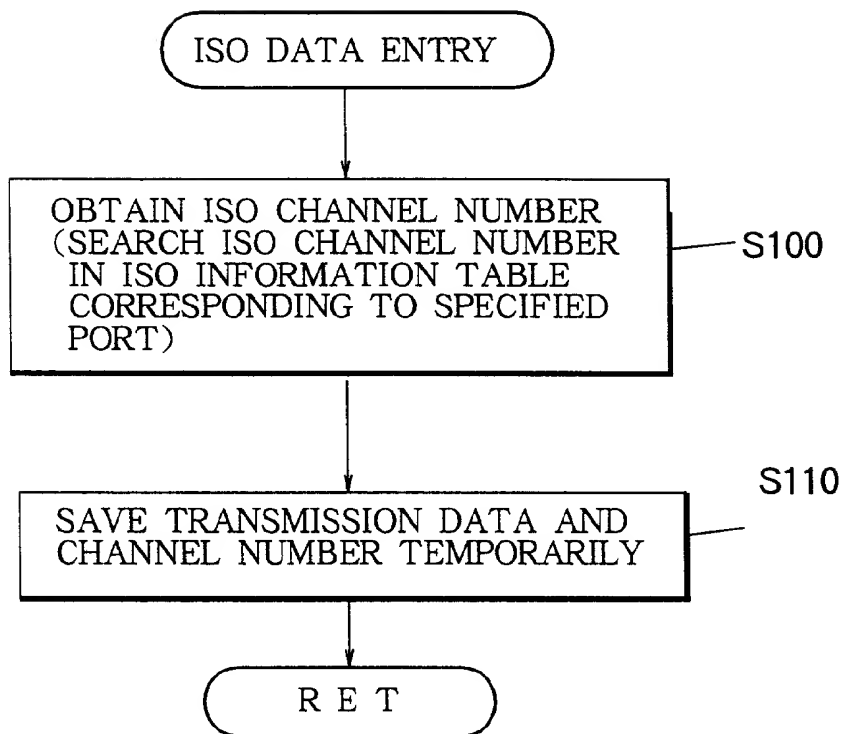 ISO DATA ENTRY
OBTAIN ISO CHANNEL NUMBER
(SEARCH ISO CHANNEL NUMBER
IN ISO INFORMATION TABLE
CORRESPONDING TO SPECIFIED
PORT)
S100
S110
SAVE TRANSMISSION DATA AND
CHANNEL NUMBER TEMPORARILY
R E T